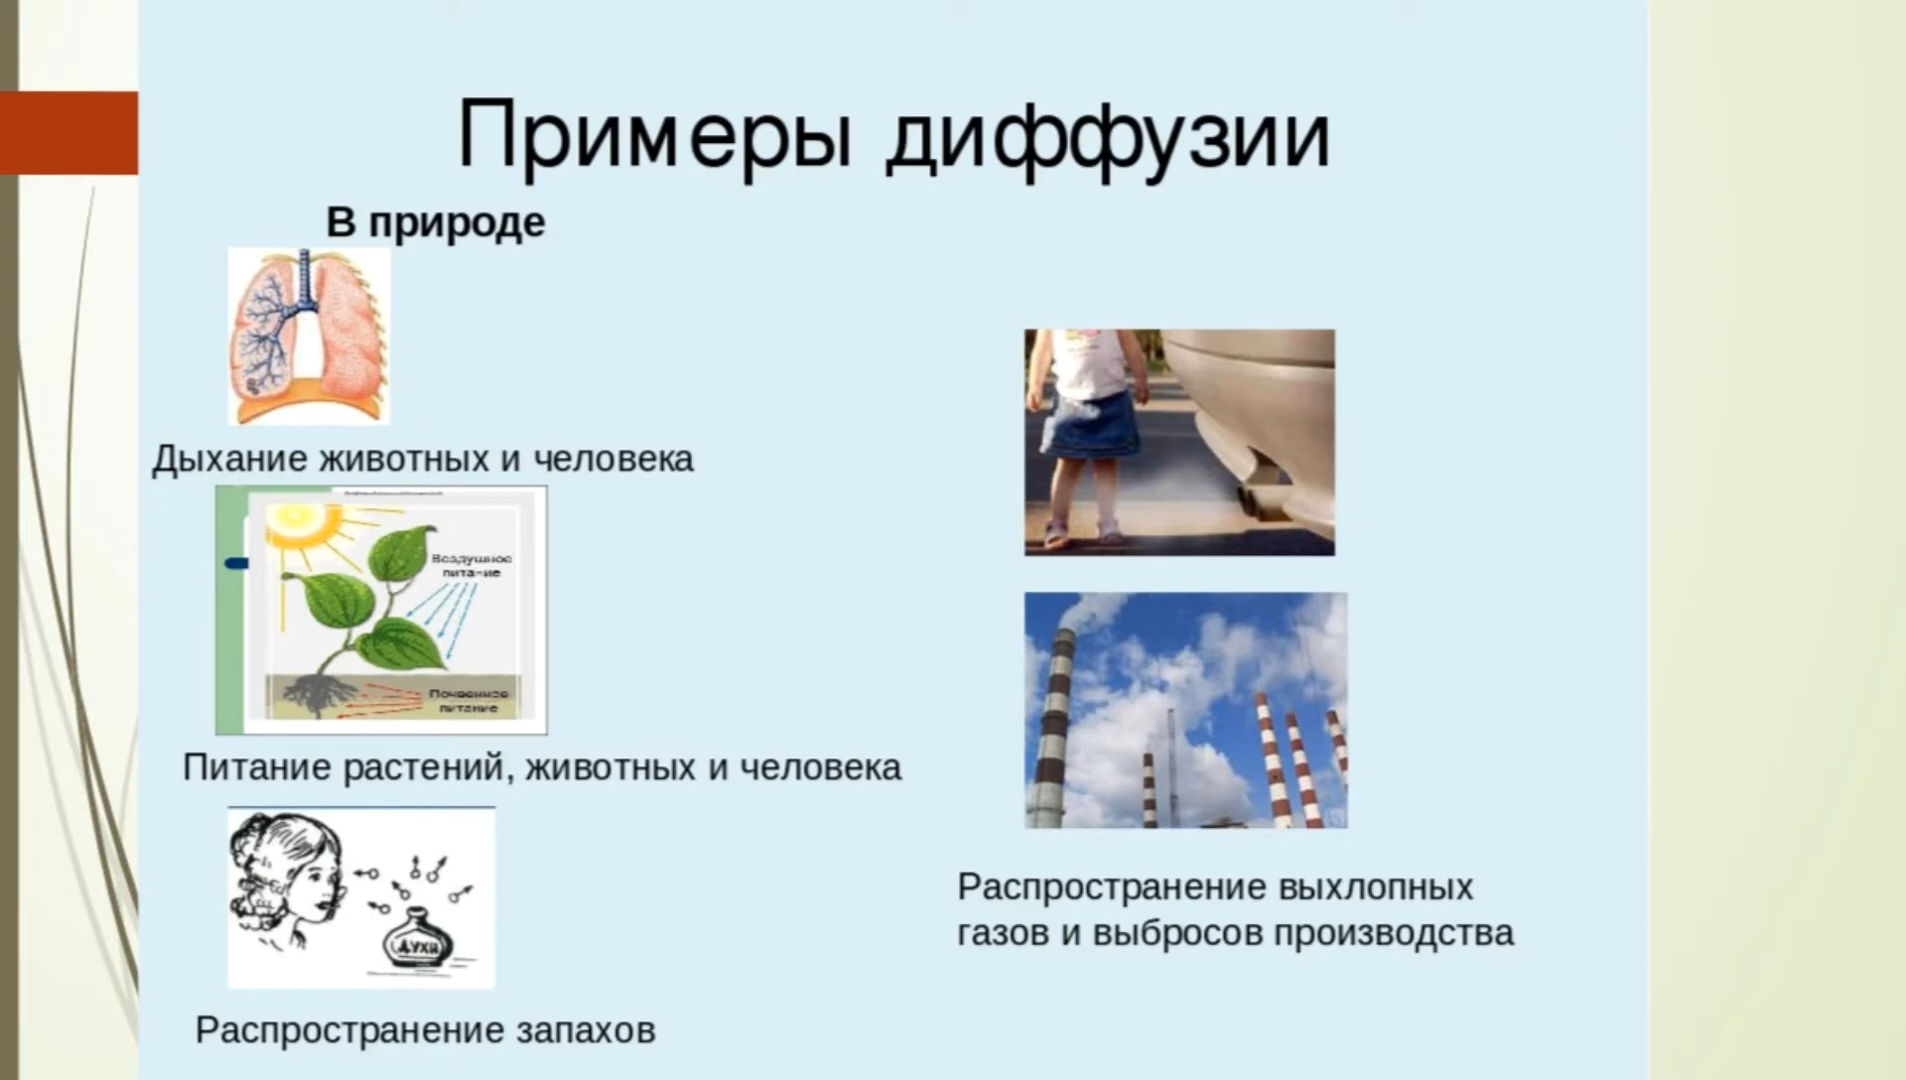 Примеры диффузии
В природе
Дыхание животных и человека
Воздушное
питание
Почвенное
питание
Питание растений, животных и человека
духи
Распространение запахов
Распространение выхлопных
газов и выбросов производства